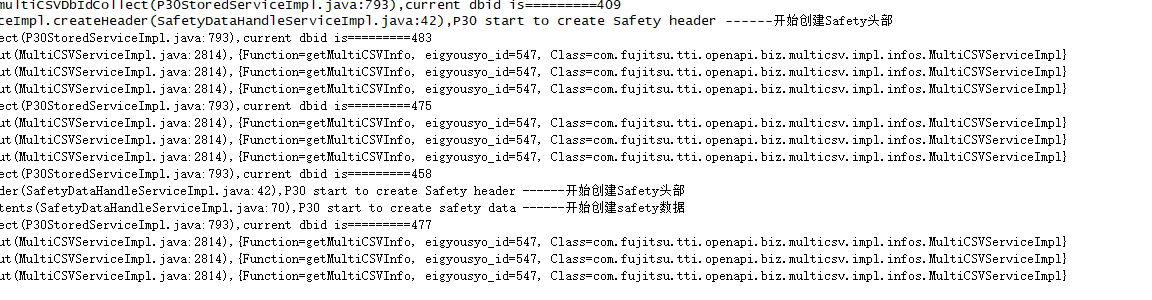 multiCSVDbIdCollect(P30StoredServiceImpl.java:793),current dbid is=========409
iceImpl.createHeader(SafetyDataHandleServiceImpl.java:42),P30 start to create Safety header ------开始创建Safety头部
ect(P30StoredServiceImpl.java:793),current dbid is=========483
ut(MultiCSVServiceImpl.java:2814),{Function=getMultiCSVInfo, eigyousyo_id=547, Class=com.fujitsu.tti.openapi.biz.multicsv.impl.infos.MultiCSVServiceImpl}
ut(MultiCSVServiceImpl.java:2814),{Function=getMultiCSVInfo, eigyousyo_id=547, Class=com.fujitsu.tti.openapi.biz.multicsv.impl.infos.MultiCSVServiceImpl}
ut(MultiCSVServiceImpl.java:2814),{Function=getMultiCSVInfo, eigyousyo_id=547, Class=com.fujitsu.tti.openapi.biz.multicsv.impl.infos.MultiCSVServiceImpl}
ect(P30StoredServiceImpl.java:793),current dbid is=========475
ut(MultiCSVServiceImpl.java:2814),{Function=getMultiCSVInfo, eigyousyo_id=547, Class=com.fujitsu.tti.openapi.biz.multicsv.impl.infos.MultiCSVServiceImpl}
ut(MultiCSVServiceImpl.java:2814),{Function=getMultiCSVInfo, eigyousyo_id=547, Class=com.fujitsu.tti.openapi.biz.multicsv.impl.infos.MultiCSVServiceImpl}
ut(MultiCSVServiceImpl.java:2814),{Function=getMultiCSVInfo, eigyousyo_id=547, Class=com.fujitsu.tti.openapi.biz.multicsv.impl.infos.MultiCSVServiceImpl}
ect(P30StoredServiceImpl.java:793),current dbid is=========458
der(SafetyDataHandleServiceImpl.java:42),P30 start to create Safety header ------开始创建Safety头部
tents(SafetyDataHandleServiceImpl.java:70),P30 start to create safety data ------开始创建safety数据
ect(P30StoredServiceImpl.java:793),current dbid is=========477
ut(MultiCSVServiceImpl.java:2814),{Function=getMultiCSVInfo, eigyousyo_id=547, Class=com.fujitsu.tti.openapi.biz.multicsv.impl.infos.MultiCSVServiceImpl}
ut(MultiCSVServiceImpl.java:2814),{Function=getMultiCSVInfo, eigyousyo_id=547, Class=com.fujitsu.tti.openapi.biz.multicsv.impl.infos.MultiCSVServiceImpl}
ut(MultiCSVServiceImpl.java:2814),{Function=getMultiCSVInfo, eigyousyo_id=547, Class=com.fujitsu.tti.openapi.biz.multicsv.impl.infos.MultiCSVServiceImpl}